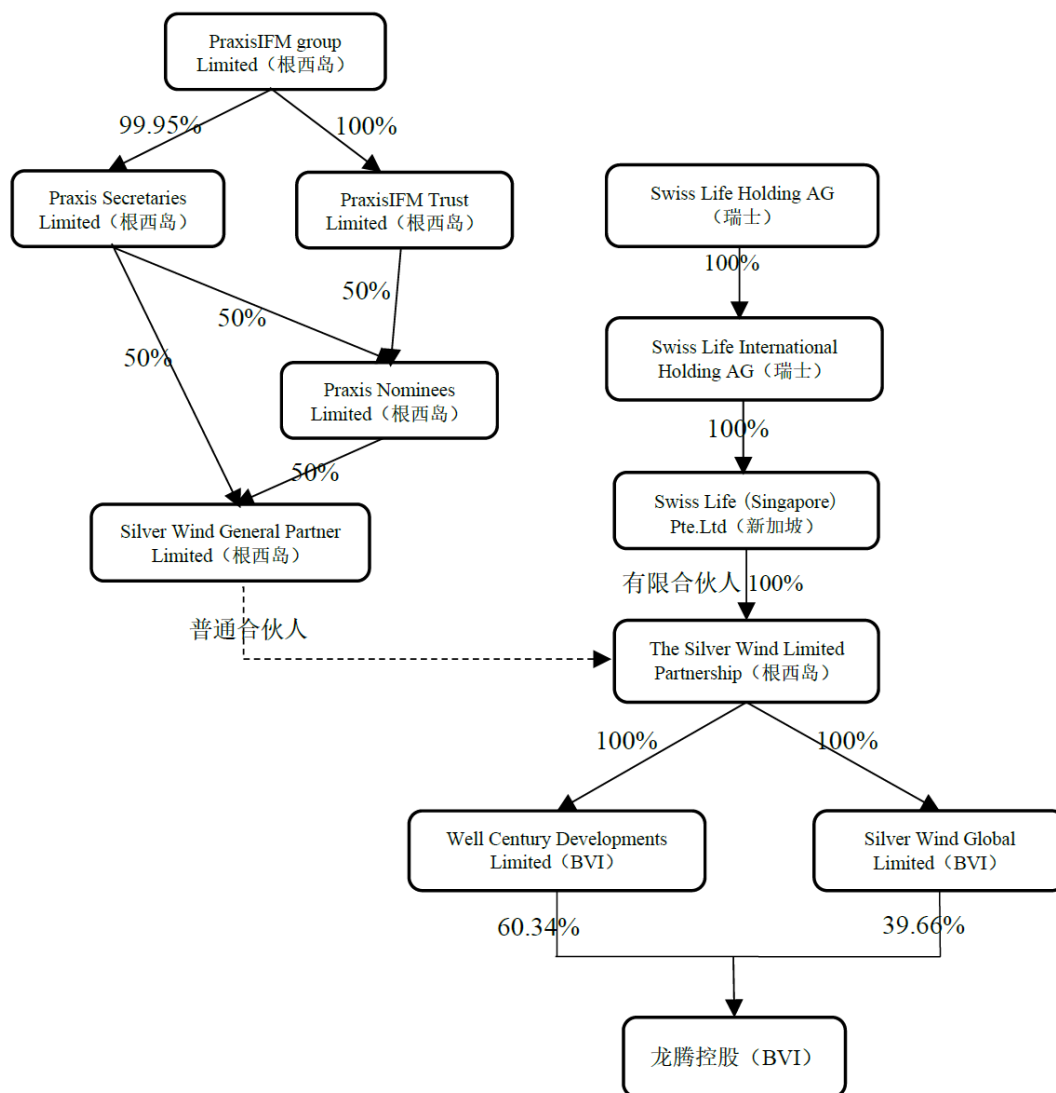 PraxisIFM group
Limited（根西岛）
99.95%
100%
Praxis Secretaries
Limited（根西岛）
PraxisIFM Trust
Limited（根西岛）
Swiss Life Holding AG
（瑞士）
100%
50%
50%
50%
Swiss Life International
Holding AG（瑞士）
Praxis Nominees
Limited（根西岛）
100%
50%
Silver Wind General Partner
Limited（根西岛）
Swiss Life (Singapore)
Pte.Ltd（新加坡）
有限合伙人 100%
普通合伙人
The Silver Wind Limited
Partnership（根西岛）
100%
100%
Well Century Developments
Limited（BVI）
Silver Wind Global
Limited（BVI）
60.34%
39.66%
龙腾控股（BVI）